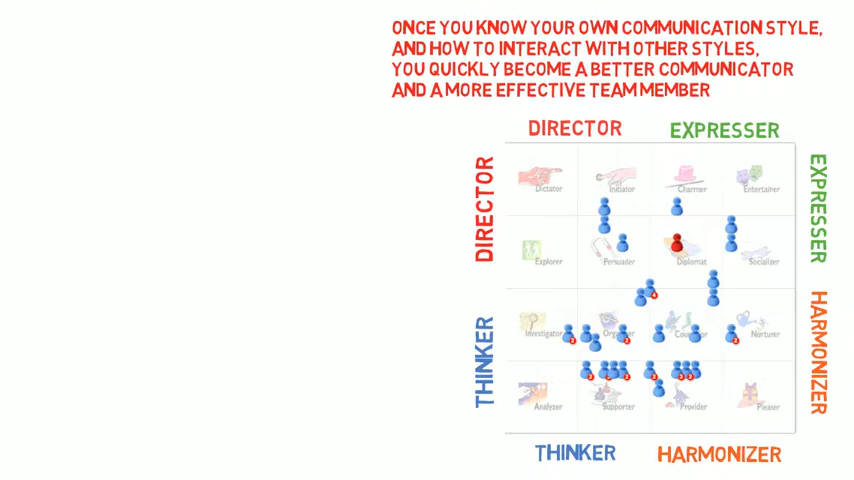 ONCE YOU KNOW YOUR OWN COMMUNICATION STYLE,
AND HOW TO INTERACT WITH OTHER STYLES,
YOU QUICKLY BECOME A BETTER COMMUNICATOR
AND A MORE EFFECTIVE TEAM MEMBER
DIRECTOR EXPRESSER
DIRECTOR
EXPRESSER
Dictator Initiator Charmer Entertainer
Explorer Persuader Diplomat Socializer
THINKER
HARMONIZER
Investigator Nurturer
Analyzer Supporter Provider Pleaser
THINKER HARMONIZER